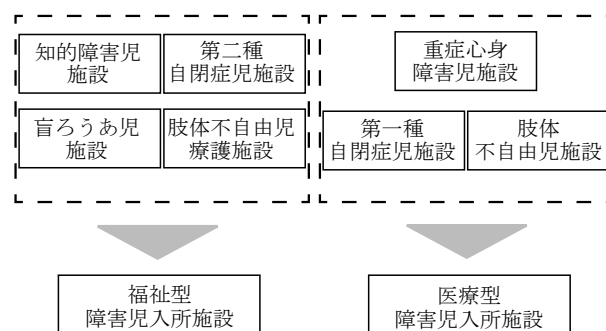 知的障害児
施設
第二種
自閉症児施設
盲ろうあ児
施設
肢体不自由児
療護施設
重症心身
障害児施設
第一種
自閉症児施設
肢体
不自由児施設
福祉型
障害児入所施設
医療型
障害児入所施設